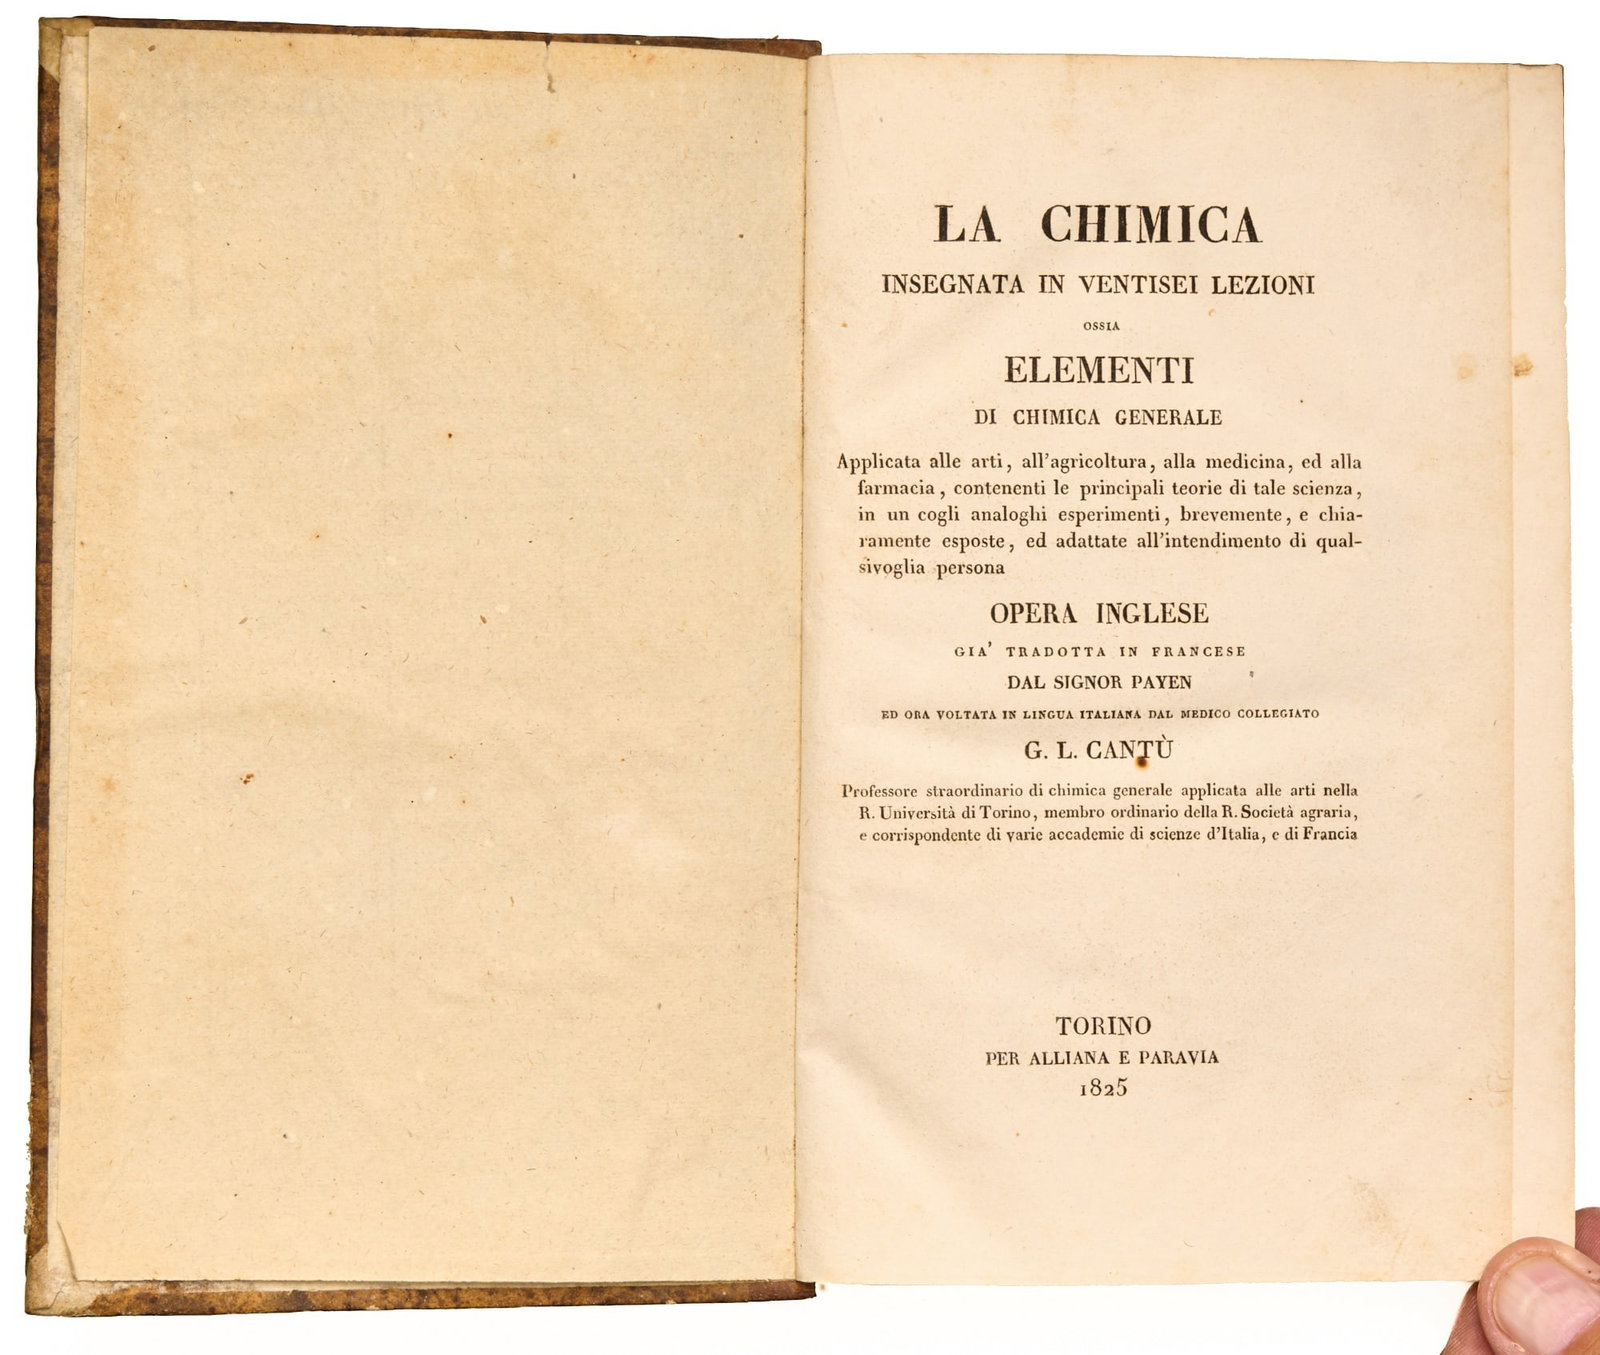 LA CHIMICA
INSEGNATA IN VENTISEI LEZIONI
OSSIA
ELEMENTI
DI CHIMICA GENERALE
Applicata alle arti, all'agricoltura, alla medicina, ed alla
farmacia, contenenti le principali teorie di tale scienza,
in un cogli analoghi esperimenti, brevemente, e chia-
ramente esposte, ed adattate all'intendimento di qual-
sivoglia persona
OPERA INGLESE
GIA' TRADOTTA IN FRANCESE
DAL SIGNOR PAYEN
ED ORA VOLTATA IN LINGUA ITALIANA DAL MEDICO COLLEGIATO
G. L. CANTÙ
Professore straordinario di chimica generale applicata alle arti nella
R. Università di Torino, membro ordinario della R. Società agraria,
e corrispondente di varie accademie di scienze d'Italia, e di Francia
TORINO
PER ALLIANA E PARAVIA
1825